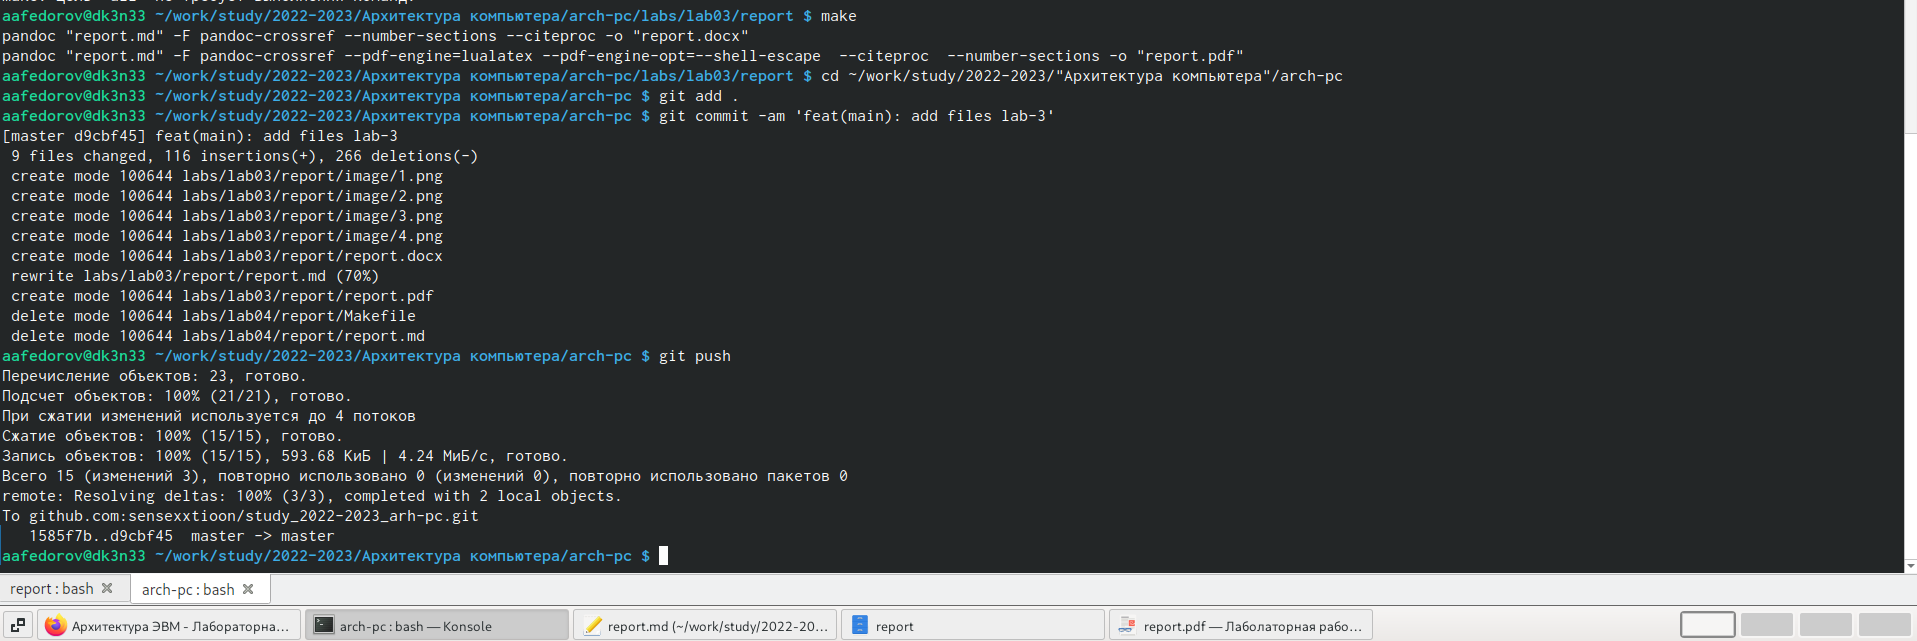 aafedorov@dk3n33 ~/work/study/2022-2023/Архитектура компьютера/arch-pc/labs/lab03/report $ make
pandoc "report.md" -F pandoc-crossref --number-sections --citeproc -o "report.docx"
pandoc "report.md" -F pandoc-crossref --pdf-engine=lualatex --pdf-engine-opt=--shell-escape  --citeproc  --number-sections -o "report.pdf"
aafedorov@dk3n33 ~/work/study/2022-2023/Архитектура компьютера/arch-pc/labs/lab03/report $ cd ~/work/study/2022-2023/"Архитектура компьютера"/arch-pc
aafedorov@dk3n33 ~/work/study/2022-2023/Архитектура компьютера/arch-pc $ git add .
aafedorov@dk3n33 ~/work/study/2022-2023/Архитектура компьютера/arch-pc $ git commit -am 'feat(main): add files lab-3'
[master d9cbf45] feat(main): add files lab-3
 9 files changed, 116 insertions(+), 266 deletions(-)
 create mode 100644 labs/lab03/report/image/1.png
 create mode 100644 labs/lab03/report/image/2.png
 create mode 100644 labs/lab03/report/image/3.png
 create mode 100644 labs/lab03/report/image/4.png
 create mode 100644 labs/lab03/report/report.docx
 rewrite labs/lab03/report/report.md (70%)
 create mode 100644 labs/lab03/report/report.pdf
 delete mode 100644 labs/lab04/report/Makefile
 delete mode 100644 labs/lab04/report/report.md
aafedorov@dk3n33 ~/work/study/2022-2023/Архитектура компьютера/arch-pc $ git push
Перечисление объектов: 23, готово.
Подсчет объектов: 100% (21/21), готово.
При сжатии изменений используется до 4 потоков
Сжатие объектов: 100% (15/15), готово.
Запись объектов: 100% (15/15), 593.68 КиБ | 4.24 МиБ/с, готово.
Всего 15 (изменений 3), повторно использовано 0 (изменений 0), повторно использовано пакетов 0
remote: Resolving deltas: 100% (3/3), completed with 2 local objects.
To github.com:sensexxtioon/study_2022-2023_arh-pc.git
   1585f7b..d9cbf45  master -> master
aafedorov@dk3n33 ~/work/study/2022-2023/Архитектура компьютера/arch-pc $
report : bash
arch-pc : bash
Архитектура ЭВМ - Лабораторна...
arch-pc : bash — Konsole
report.md (~/work/study/2022-20...
report
report.pdf — Лаболаторная рабо...